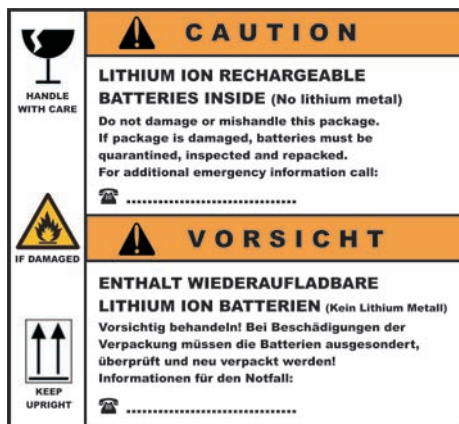 HANDLE
WITH CARE
IF DAMAGED
KEEP
UPRIGHT
CAUTION
LITHIUM ION RECHARGEABLE
BATTERIES INSIDE (No lithium metal)
Do not damage or mishandle this package.
If package is damaged, batteries must be
quarantined, inspected and repacked.
For additional emergency information call:
☎ ..................................
VORSICHT
ENTHALT WIEDERAUFLADBARE
LITHIUM ION BATTERIEN (Kein Lithium Metall)
Vorsichtig behandeln! Bei Beschädigungen der
Verpackung müssen die Batterien ausgesondert,
überprüft und neu verpackt werden!
Informationen für den Notfall:
☎ ..................................